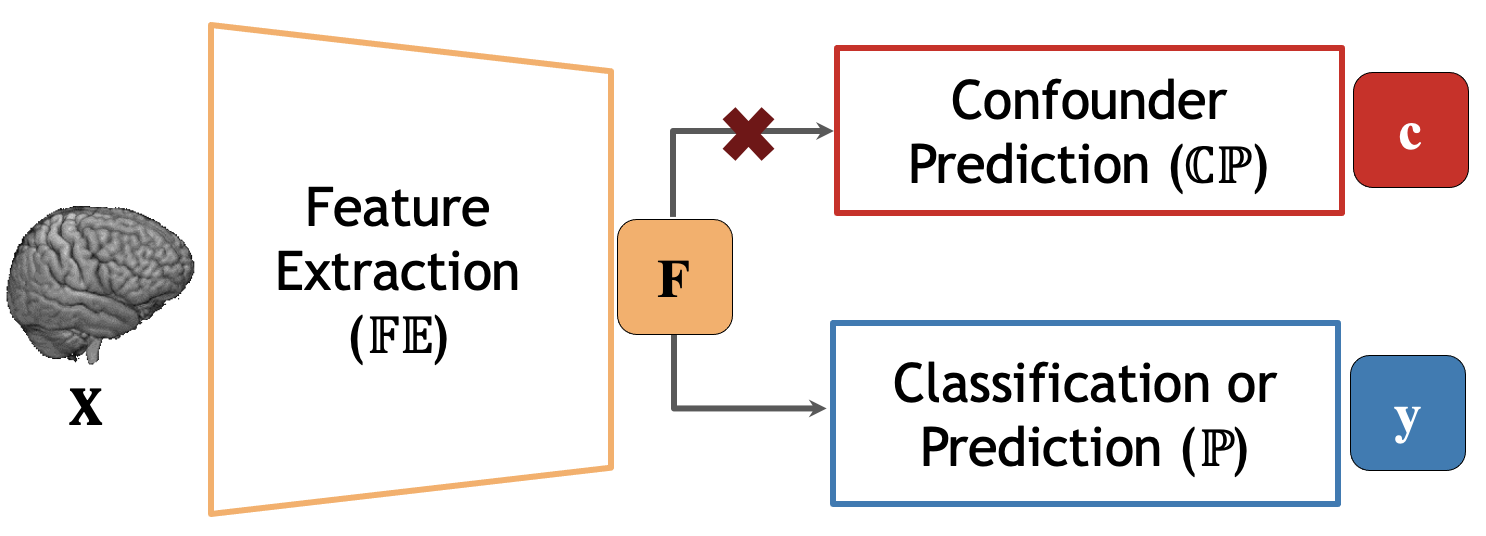 X
Feature
Extraction
(𝔽𝔼)
F
Confounder
Prediction (ℂℙ)
c
Classification or
Prediction (ℙ)
y